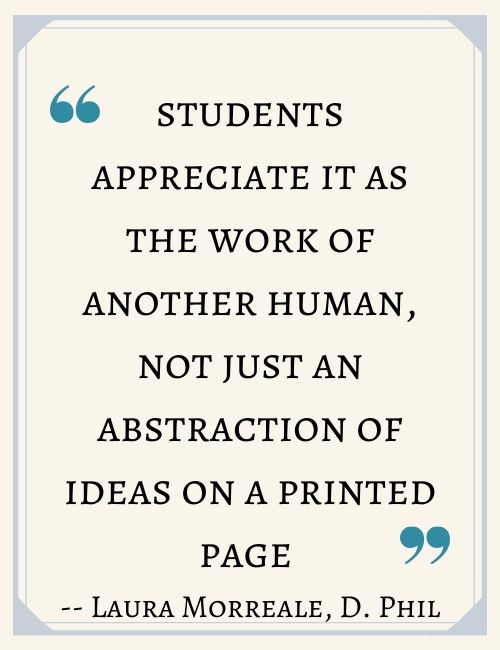 “ STUDENTS
APPRECIATE IT AS
THE WORK OF
ANOTHER HUMAN,
NOT JUST AN
ABSTRACTION OF
IDEAS ON A PRINTED
PAGE ”
-- LAURA MORREALE, D. PHIL